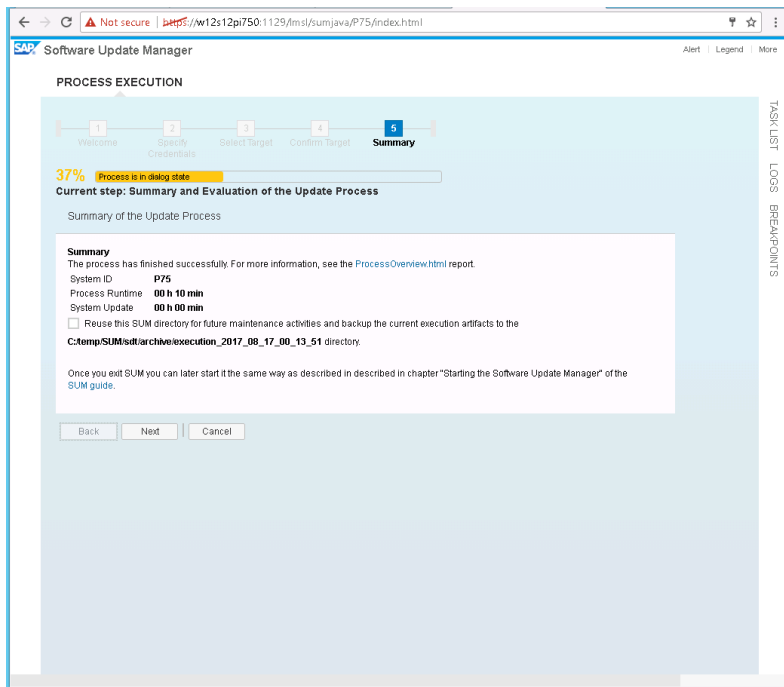 Not secure | https://w12s12pi750:1129/lmsl/sumjava/P75/index.html
SAP Software Update Manager
Alert | Legend | More
PROCESS EXECUTION
1 2 3 4 5
Welcome Specify Credentials Select Target Confirm Target Summary
37% Process is in dialog state
Current step: Summary and Evaluation of the Update Process
Summary of the Update Process
Summary
The process has finished successfully. For more information, see the ProcessOverview.html report.
System ID P75
Process Runtime 00 h 10 min
System Update 00 h 00 min
Reuse this SUM directory for future maintenance activities and backup the current execution artifacts to the
C:/temp/SUM/sdt/archive/execution_2017_08_17_00_13_51 directory.
Once you exit SUM you can later start it the same way as described in described in chapter "Starting the Software Update Manager" of the
SUM guide.
Back Next | Cancel
TASK LIST
LOGS
BREAKPOINTS